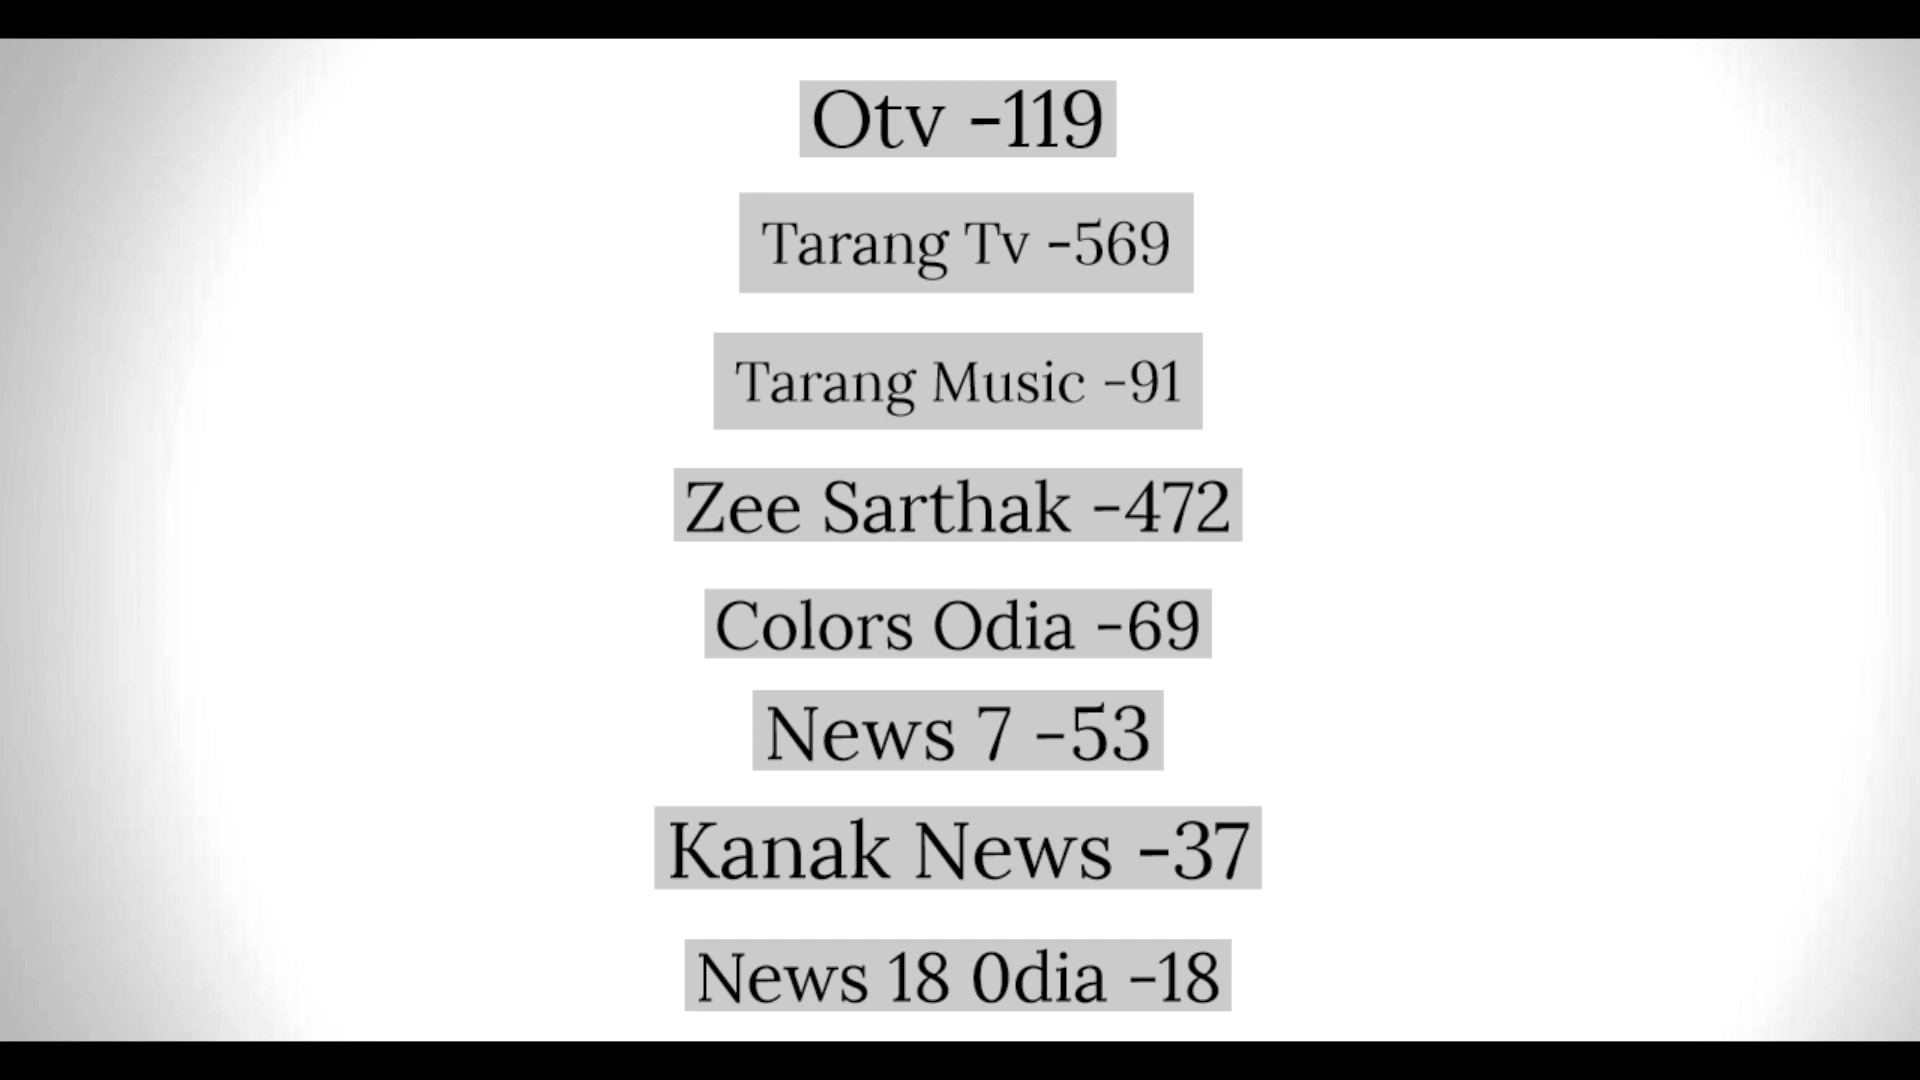 Otv -119
Tarang Tv -569
Tarang Music -91
Zee Sarthak -472
Colors Odia -69
News 7 -53
Kanak News -37
News 18 0dia -18